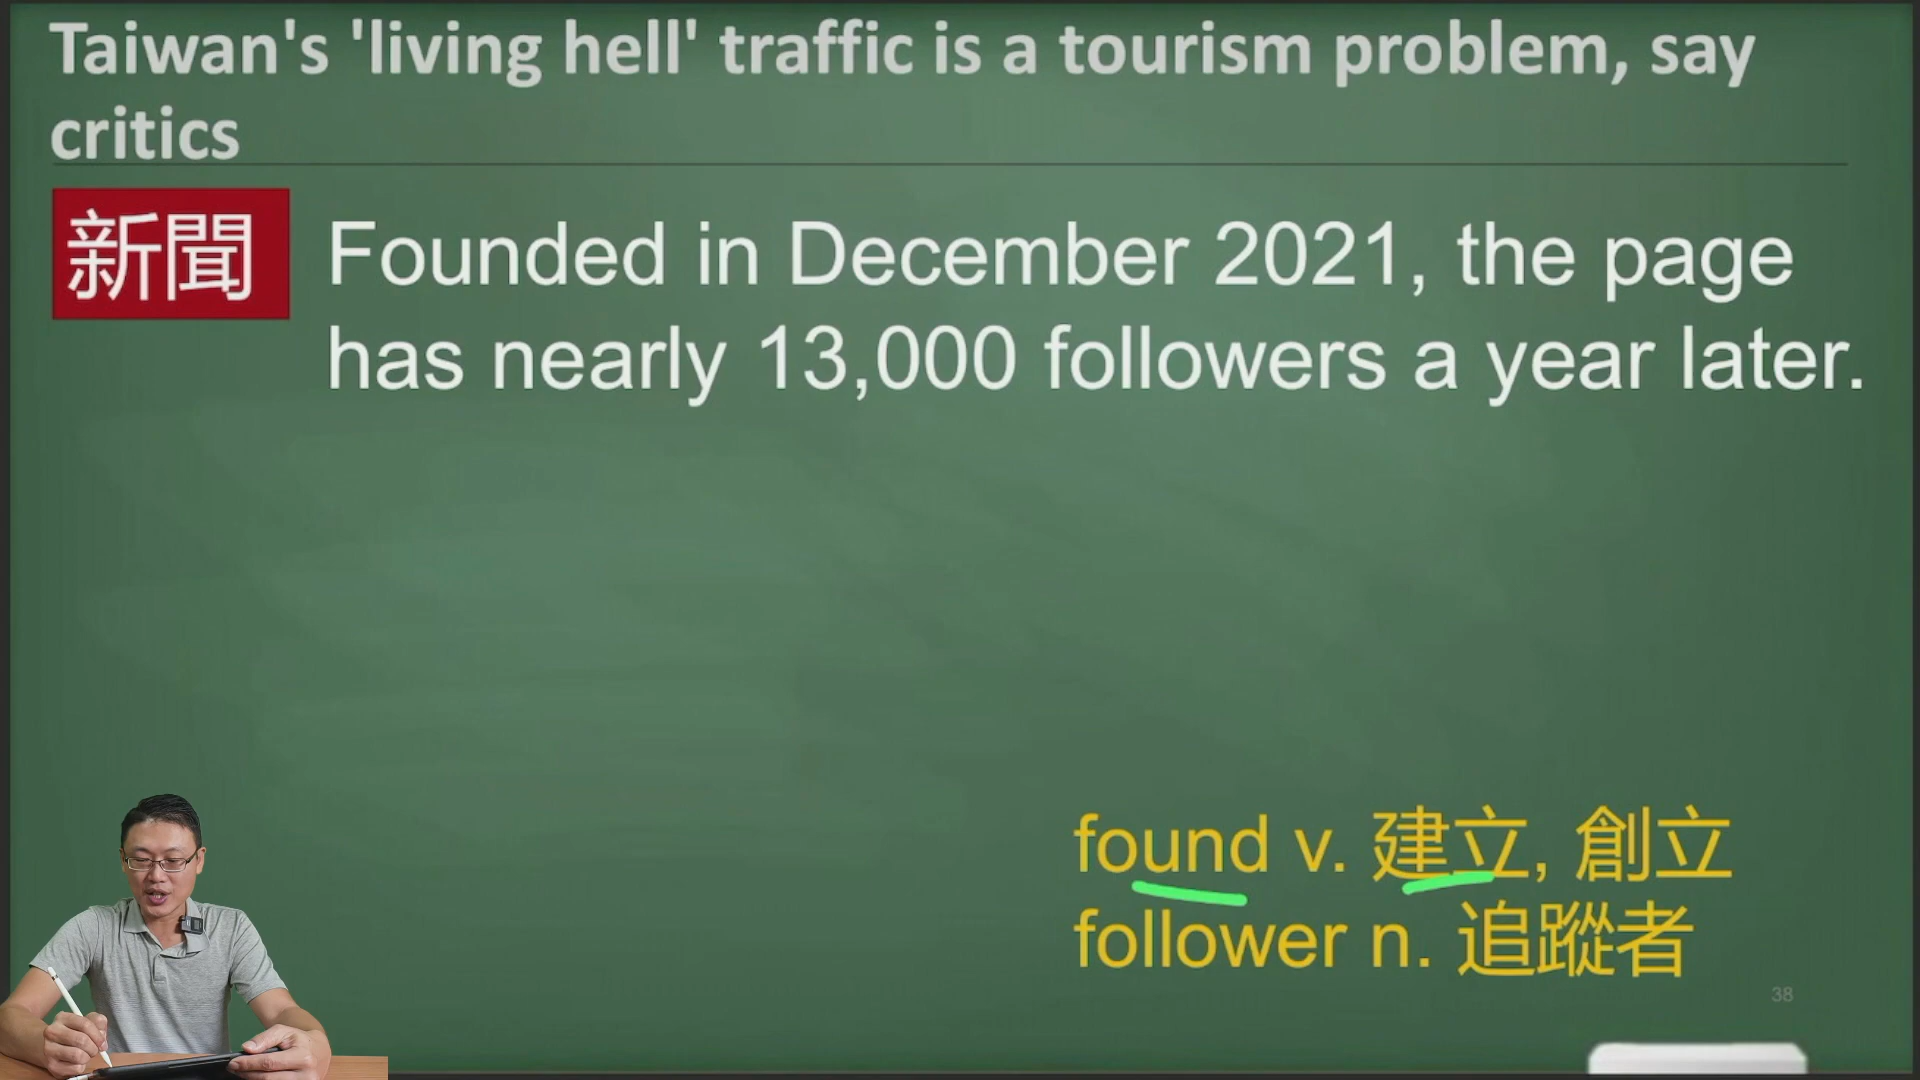 Taiwan's 'living hell' traffic is a tourism problem, say
critics
新聞
Founded in December 2021, the page
has nearly 13,000 followers a year later.
found v. 建立, 創立
follower n. 追蹤者
38